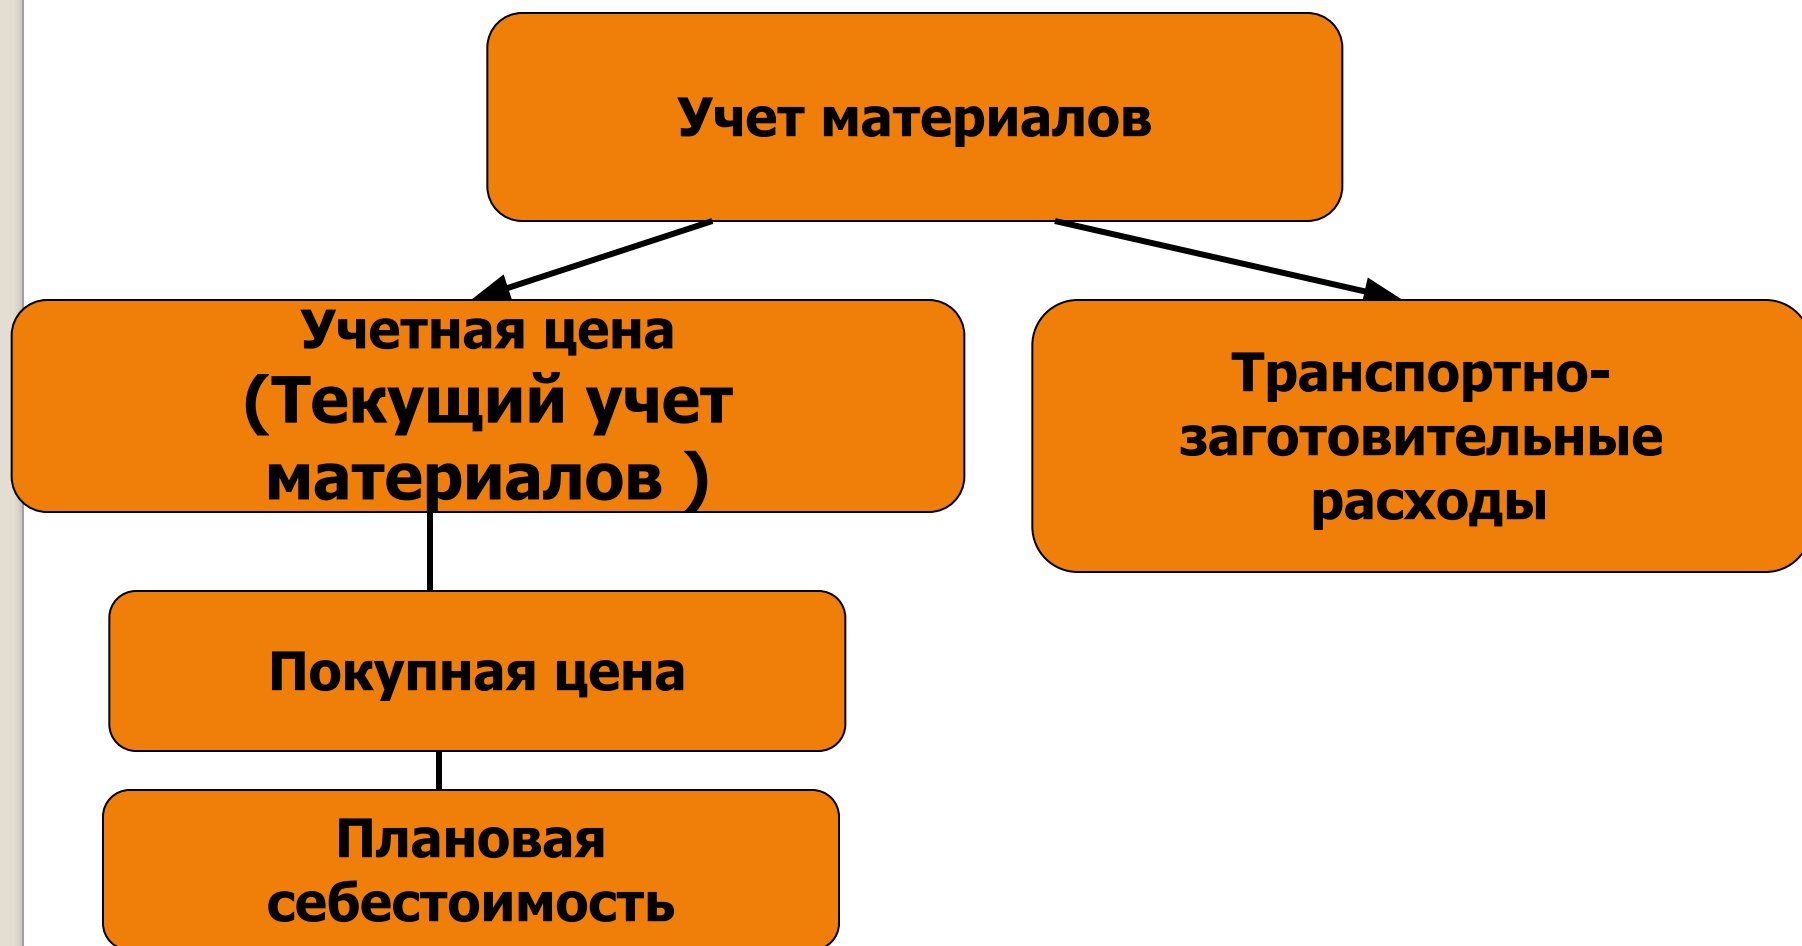 Учет материалов
Учетная цена
(Текущий учет
материалов )
Транспортно-
заготовительные
расходы
Покупная цена
Плановая
себестоимость